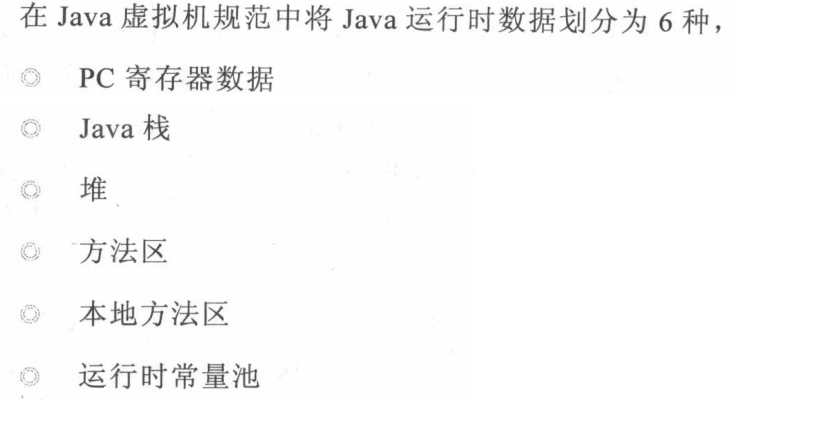 在 Java 虚拟机规范中将 Java 运行时数据划分为 6 种，
PC 寄存器数据
Java 栈
堆
方法区
本地方法区
运行时常量池